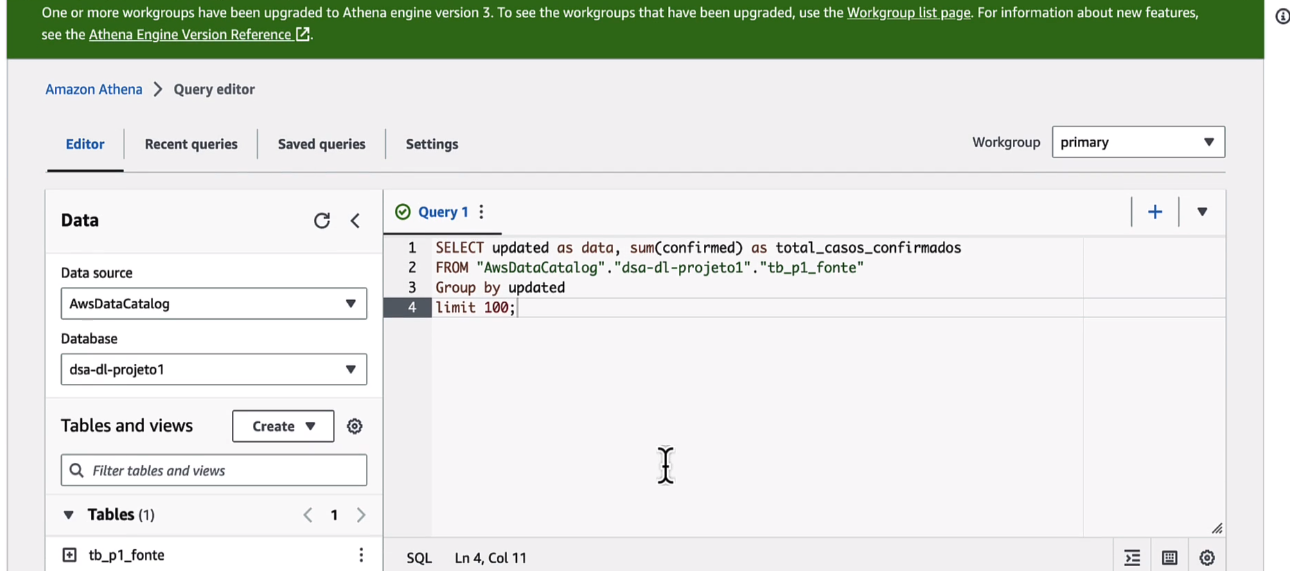 One or more workgroups have been upgraded to Athena engine version 3. To see the workgroups that have been upgraded, use the Workgroup list page. For information about new features,
see the Athena Engine Version Reference.
Amazon Athena > Query editor
Editor Recent queries Saved queries Settings
Workgroup primary
Data
Data source
AwsDataCatalog
Database
dsa-dl-projeto1
Tables and views Create
Filter tables and views
Tables (1) < 1 >
tb_p1_fonte
Query 1
1 SELECT updated as data, sum(confirmed) as total_casos_confirmados
2 FROM "AwsDataCatalog"."dsa-dl-projeto1"."tb_p1_fonte"
3 Group by updated
4 limit 100;
SQL Ln 4, Col 11